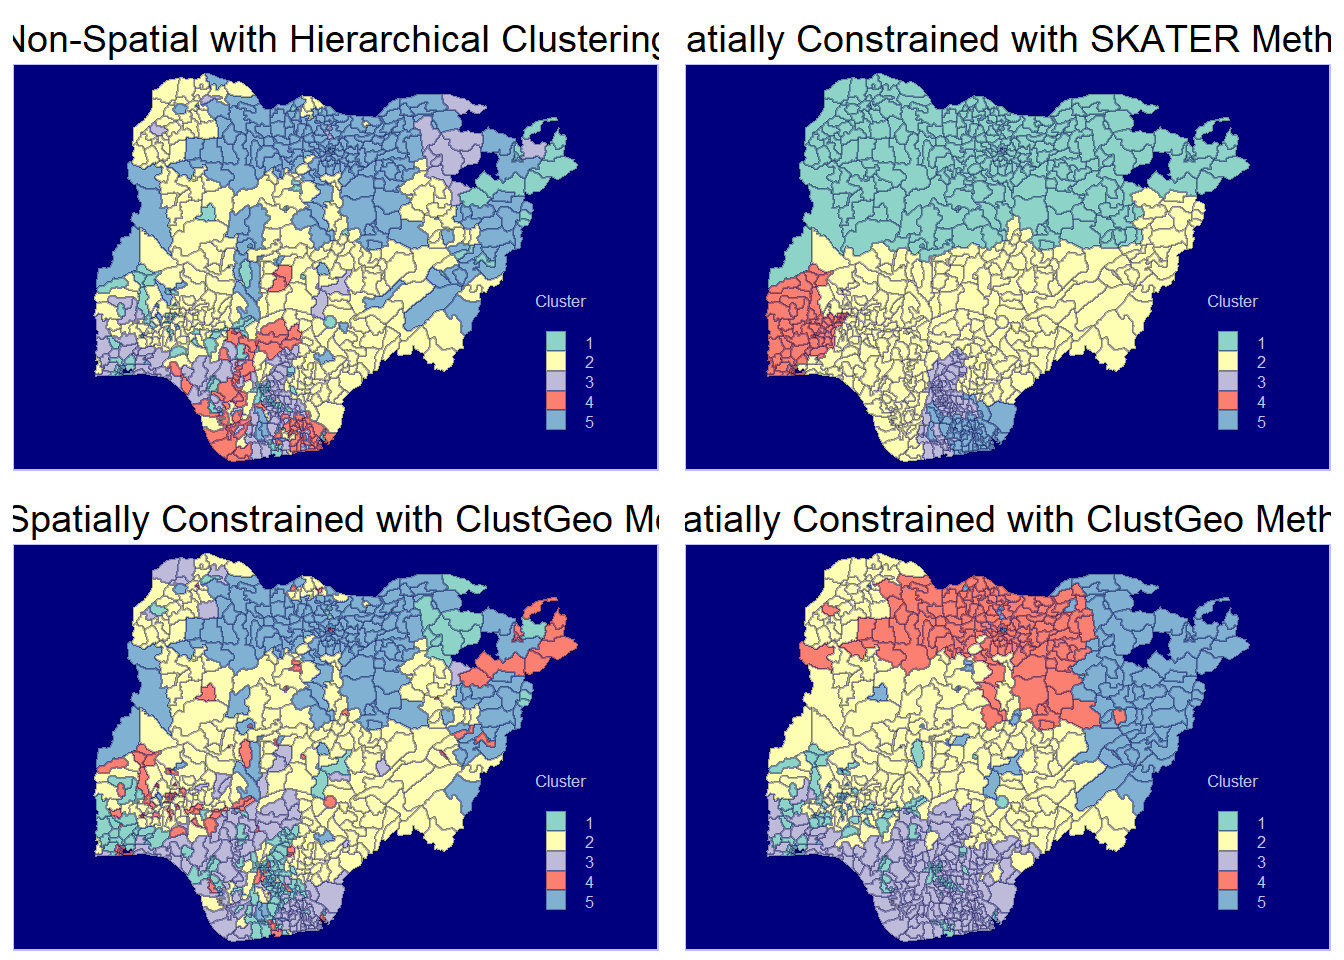 Non-Spatial with Hierarchical Clustering
atially Constrained with SKATER Meth
Cluster
1
2
3
4
5
Cluster
1
2
3
4
5
Spatially Constrained with ClustGeo Me
atially Constrained with ClustGeo Meth
Cluster
1
2
3
4
5
Cluster
1
2
3
4
5